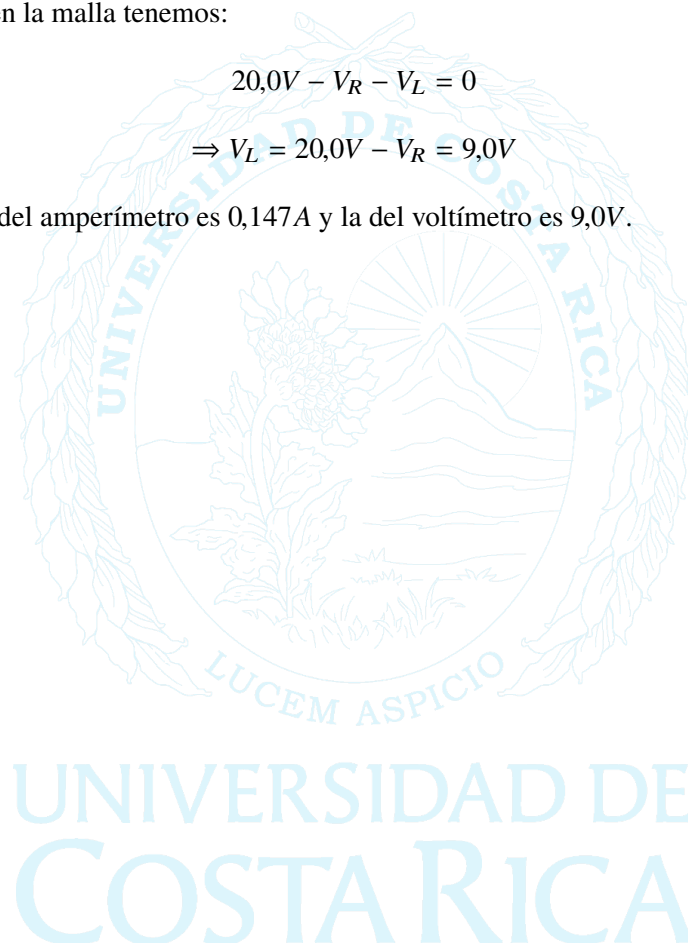 en la malla tenemos:
20,0V − V_R − V_L = 0
⇒ V_L = 20,0V − V_R = 9,0V
del amperímetro es 0,147A y la del voltímetro es 9,0V.
UNIVERSIDAD DE COSTA RICA
LUCEM ASPICIO
UNIVERSIDAD DE
COSTA RICA